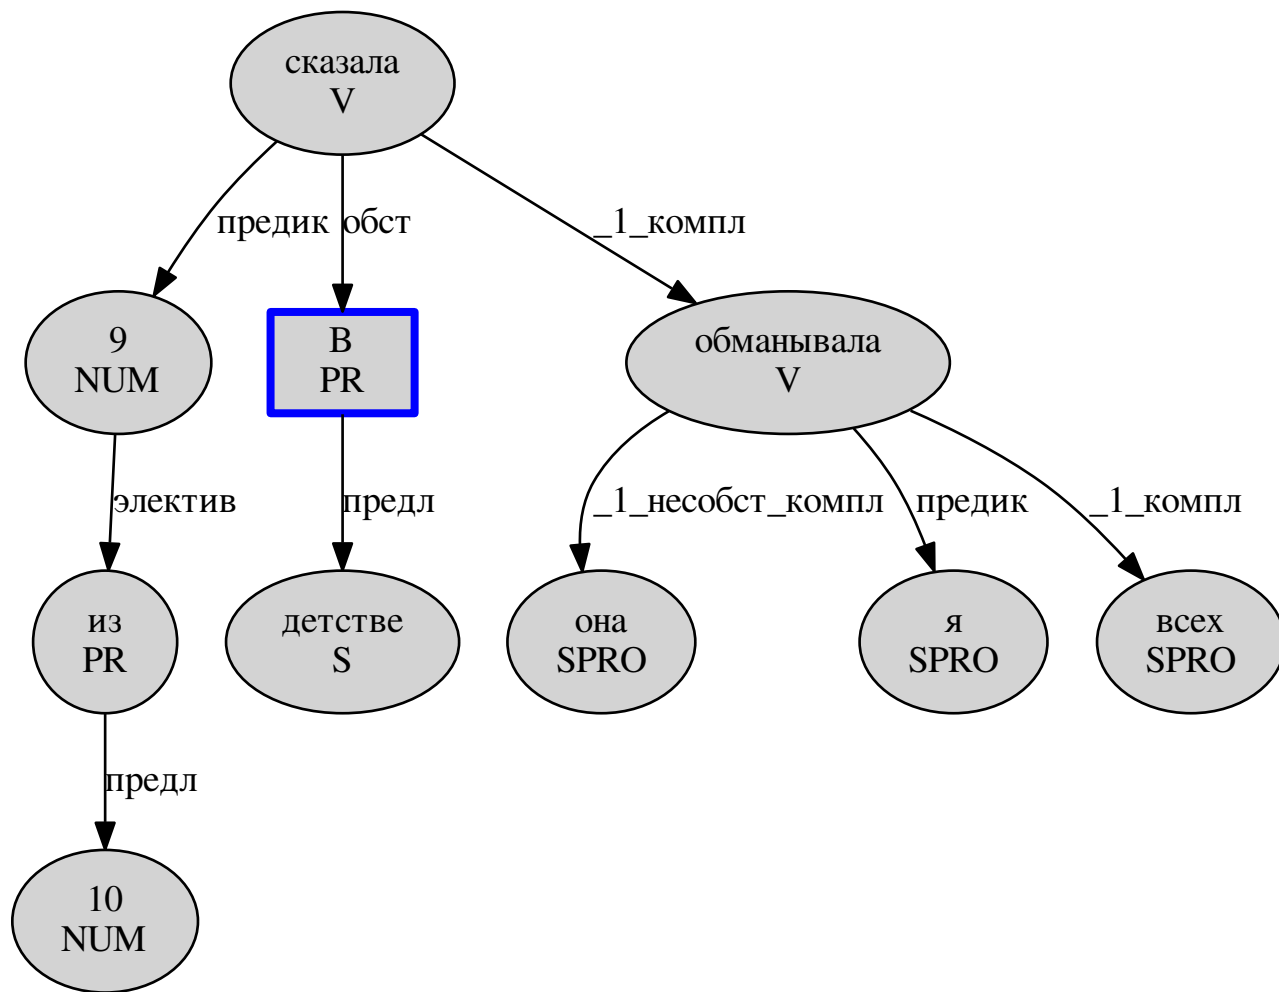 сказала
V
предик
обст
_1_компл
9
NUM
В
PR
обманывала
V
электив
предл
_1_несобст_компл
предик
_1_компл
из
PR
детстве
S
она
SPRO
я
SPRO
всех
SPRO
предл
10
NUM